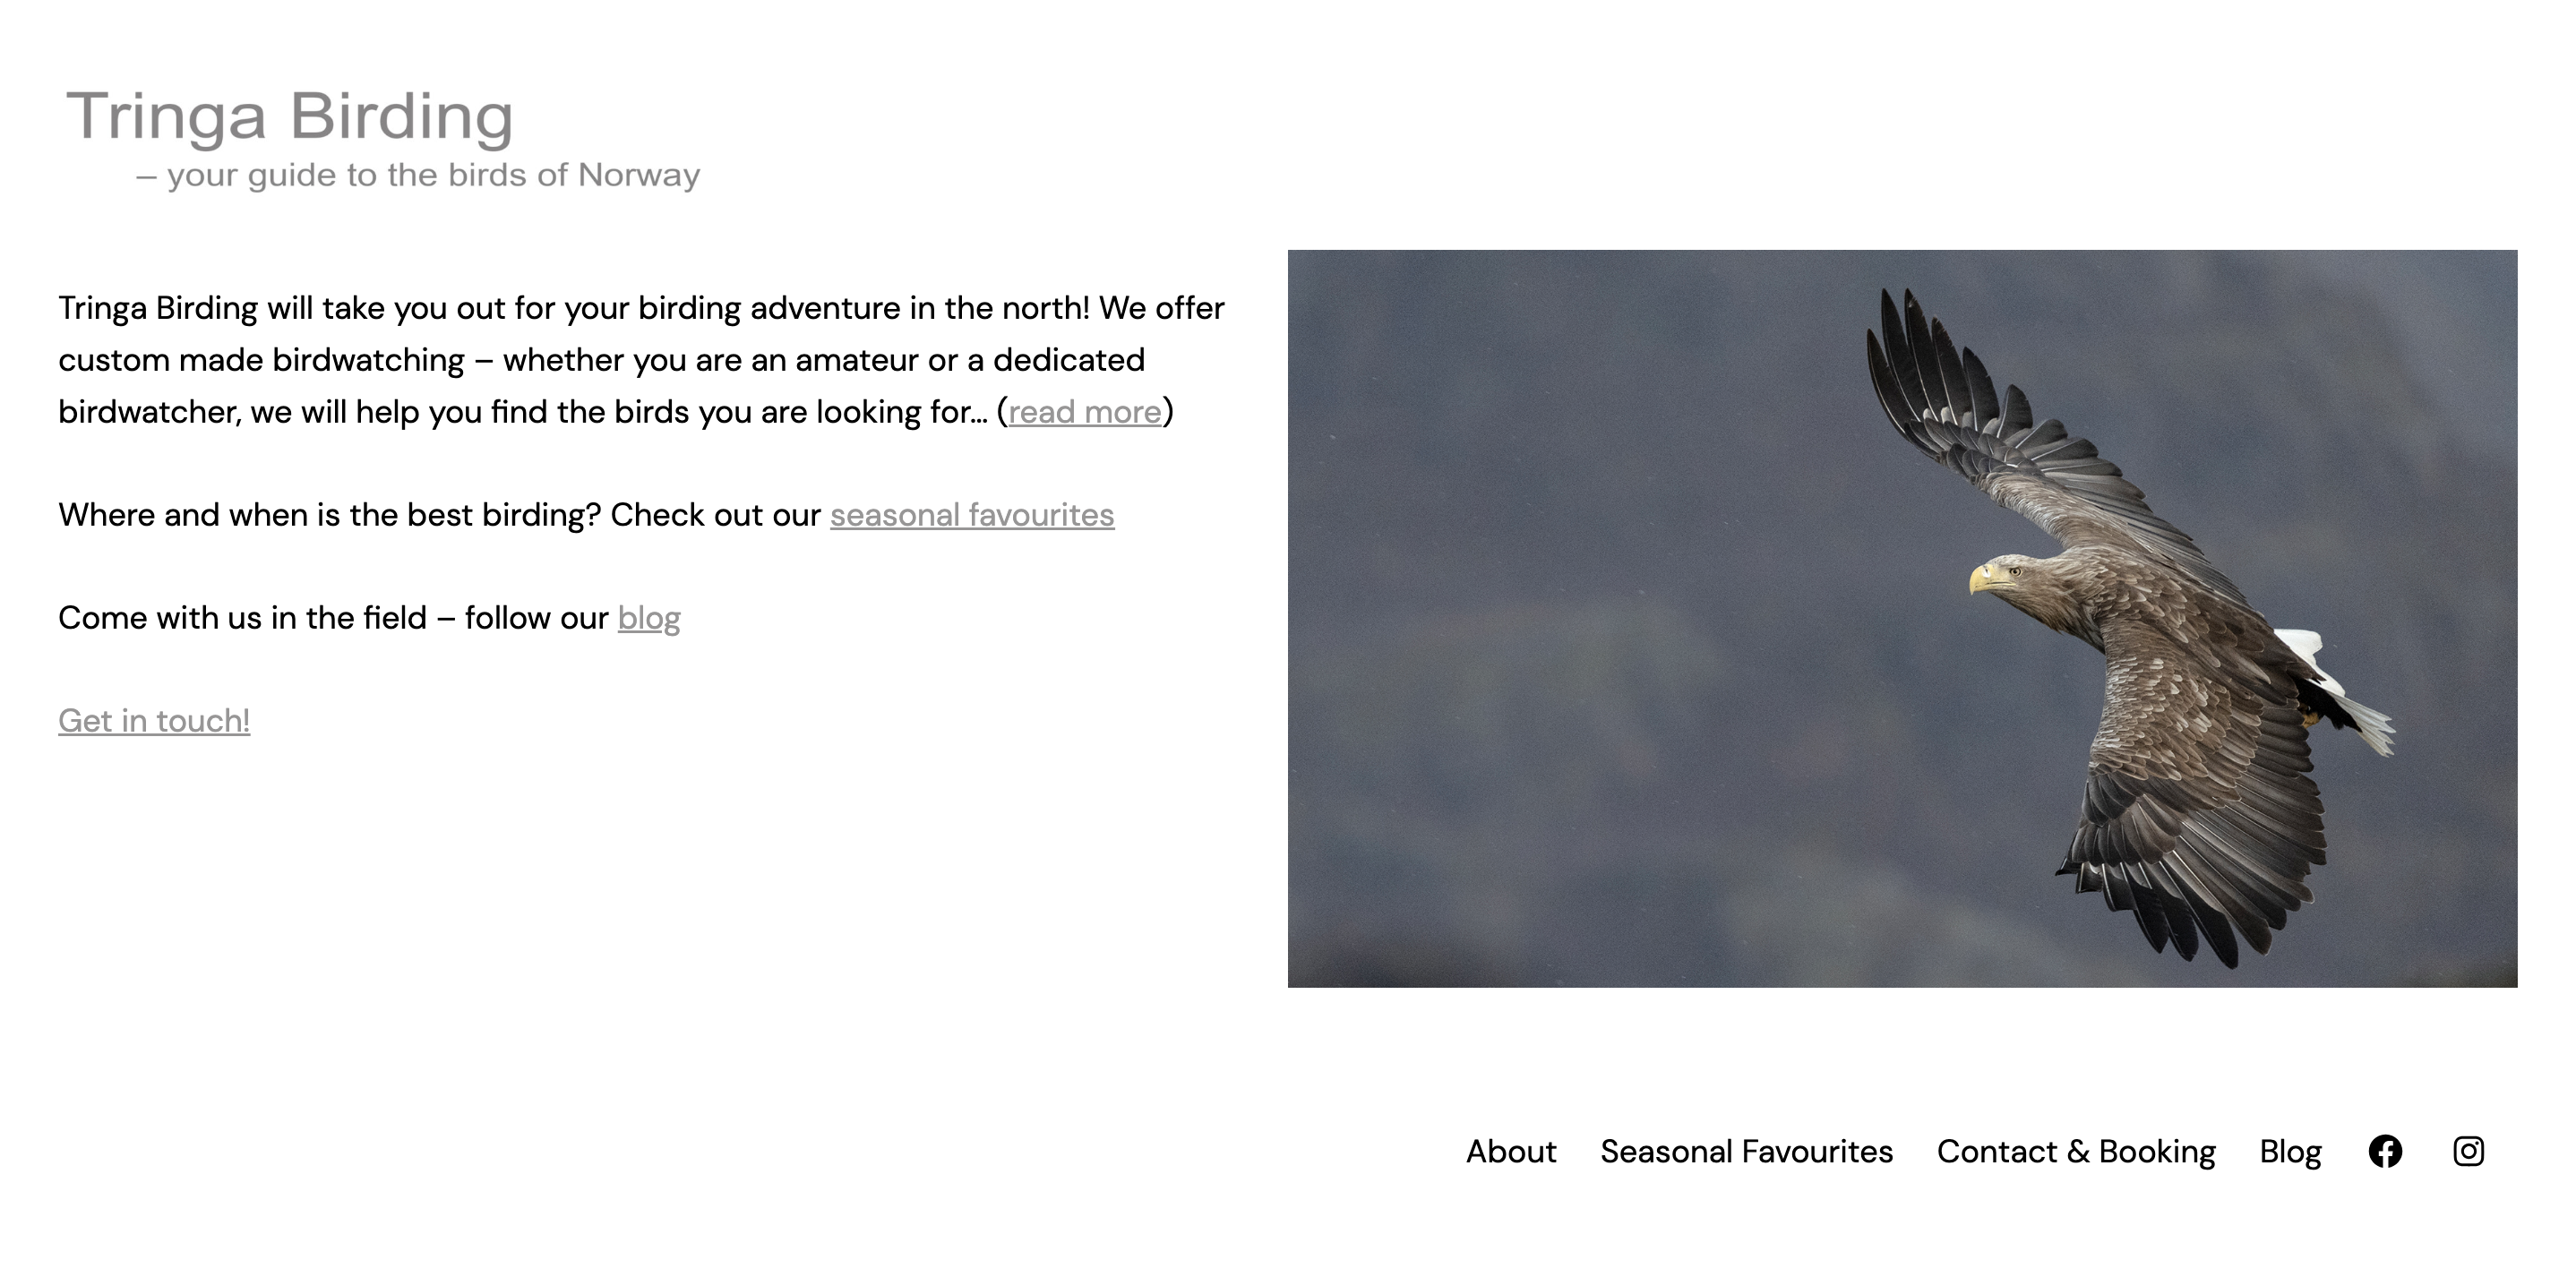 Tringa Birding
– your guide to the birds of Norway
Tringa Birding will take you out for your birding adventure in the north! We offer
custom made birdwatching – whether you are an amateur or a dedicated
birdwatcher, we will help you find the birds you are looking for… (read more)
Where and when is the best birding? Check out our seasonal favourites
Come with us in the field – follow our blog
Get in touch!
About Seasonal Favourites Contact & Booking Blog